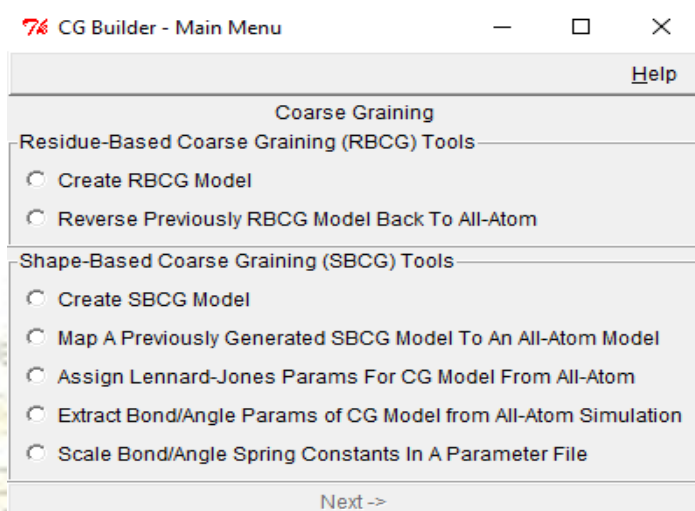 CG Builder - Main Menu
Help
Coarse Graining
Residue-Based Coarse Graining (RBCG) Tools
Create RBCG Model
Reverse Previously RBCG Model Back To All-Atom
Shape-Based Coarse Graining (SBCG) Tools
Create SBCG Model
Map A Previously Generated SBCG Model To An All-Atom Model
Assign Lennard-Jones Params For CG Model From All-Atom
Extract Bond/Angle Params of CG Model from All-Atom Simulation
Scale Bond/Angle Spring Constants In A Parameter File
Next ->